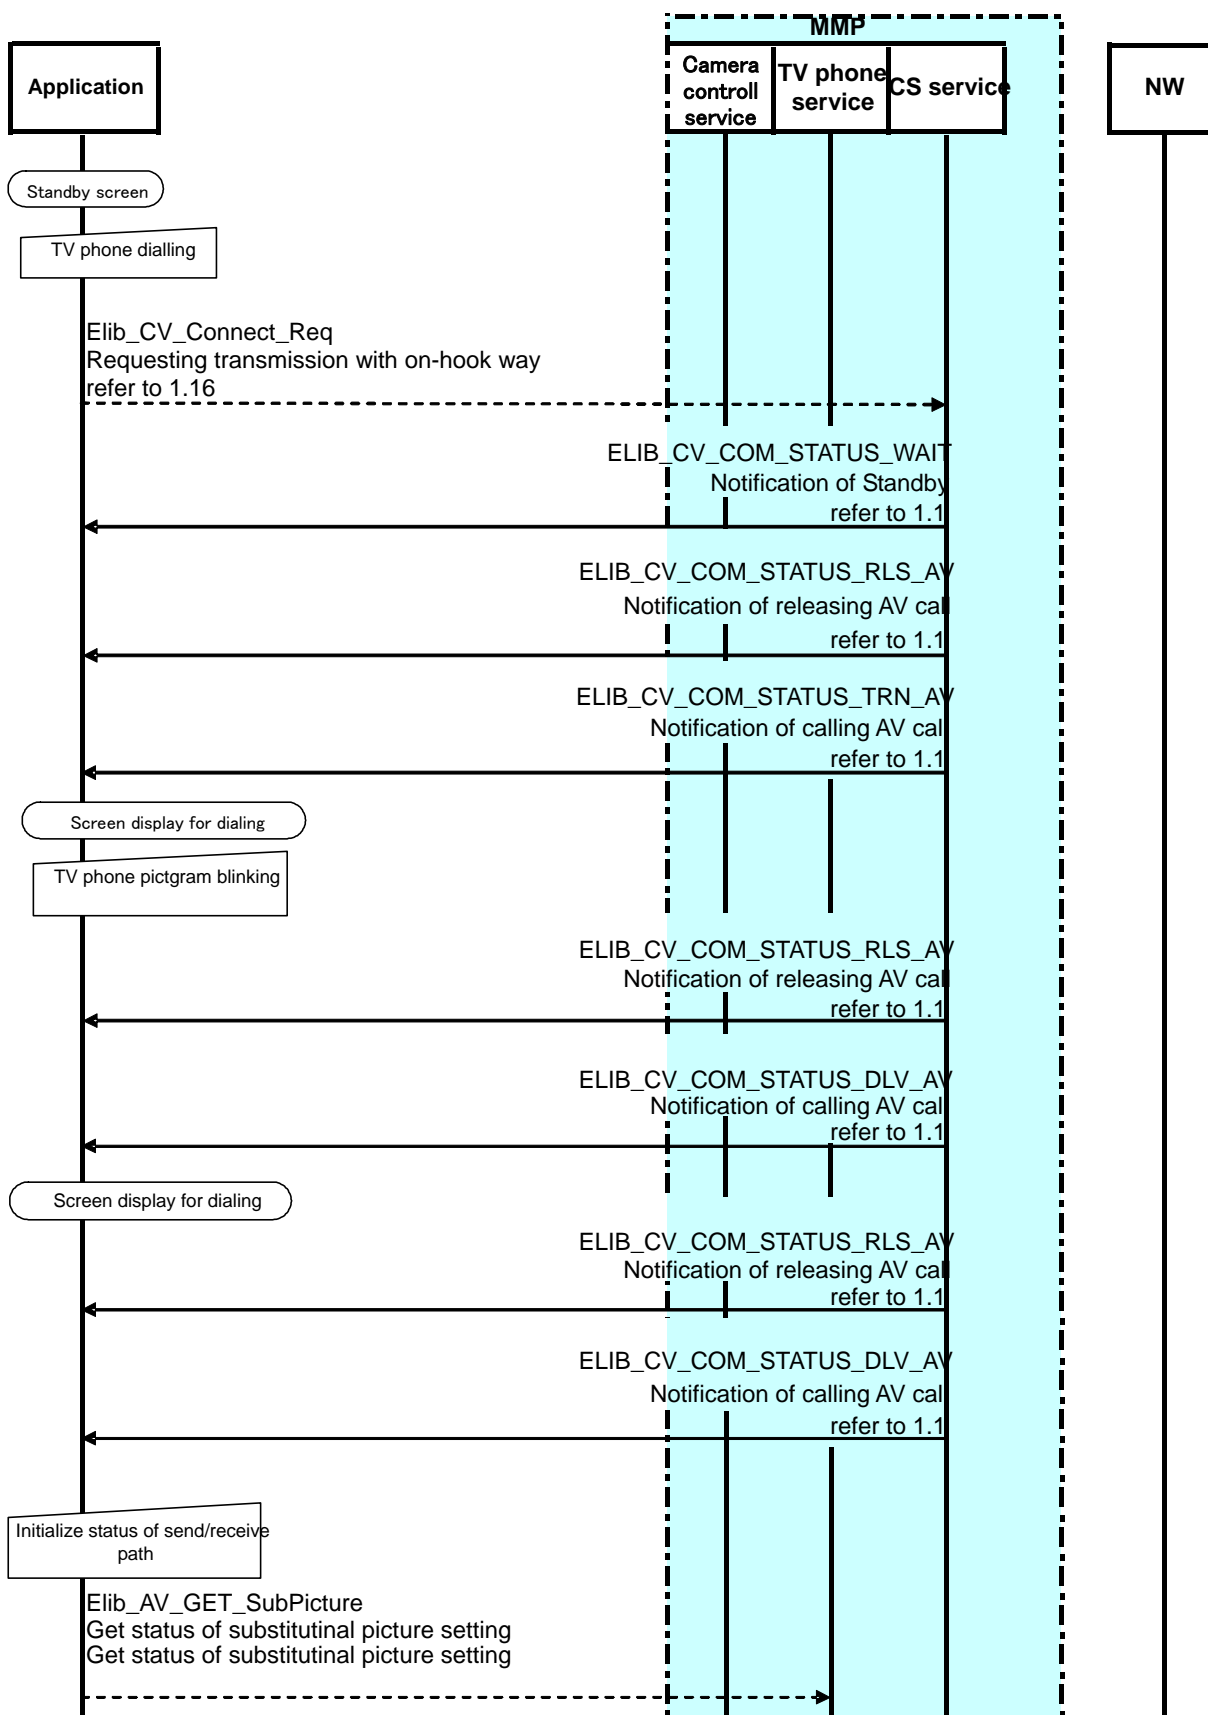 MMP
Application
Camera
controll
service
TV phone
service
CS service
NW
Standby screen
TV phone dialling
Elib_CV_Connect_Req
Requesting transmission with on-hook way
refer to 1.16
ELIB_CV_COM_STATUS_WAIT
Notification of Standby
refer to 1.1
ELIB_CV_COM_STATUS_RLS_AV
Notification of releasing AV call
refer to 1.1
ELIB_CV_COM_STATUS_TRN_AV
Notification of calling AV call
refer to 1.1
Screen display for dialing
TV phone pictgram blinking
ELIB_CV_COM_STATUS_RLS_AV
Notification of releasing AV call
refer to 1.1
ELIB_CV_COM_STATUS_DLV_AV
Notification of calling AV call
refer to 1.1
Screen display for dialing
ELIB_CV_COM_STATUS_RLS_AV
Notification of releasing AV call
refer to 1.1
ELIB_CV_COM_STATUS_DLV_AV
Notification of calling AV call
refer to 1.1
Initialize status of send/receive
path
Elib_AV_GET_SubPicture
Get status of substitutinal picture setting
Get status of substitutinal picture setting